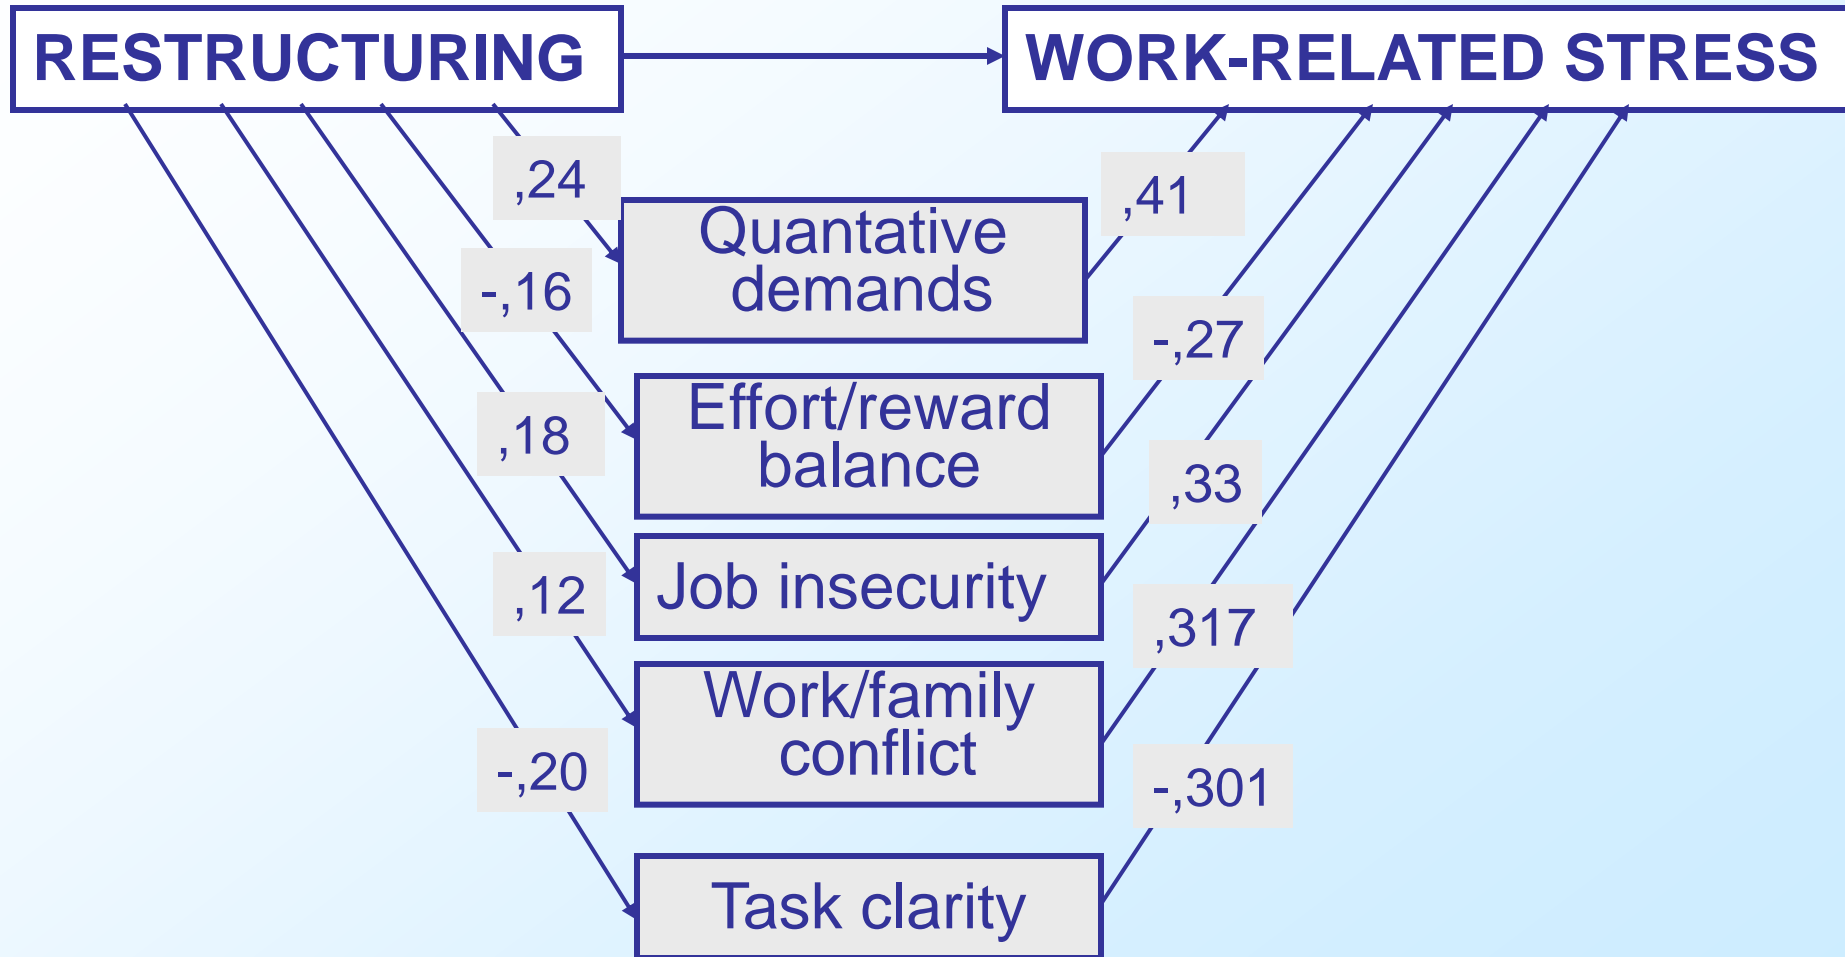 RESTRUCTURING
WORK-RELATED STRESS
,24
,41
Quantative
demands
-,16
-,27
Effort/reward
balance
,18
,33
Job insecurity
,12
,317
Work/family
conflict
-,20
-,301
Task clarity